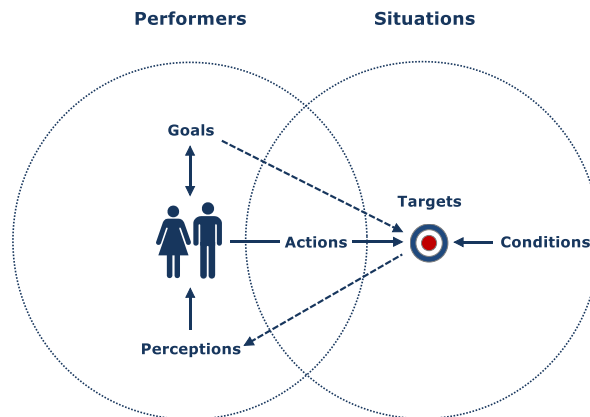 Performers
Situations
Goals
Targets
Actions
Conditions
Perceptions